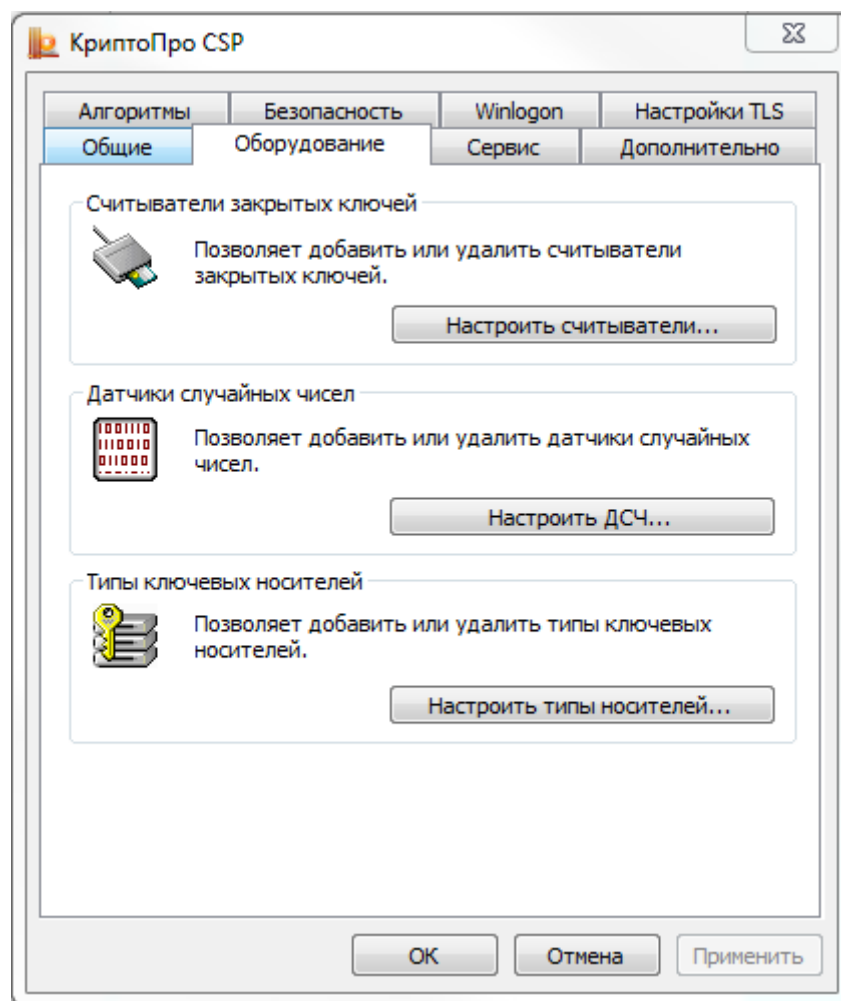 КриптоПро CSP
Алгоритмы Безопасность Winlogon Настройки TLS
Общие Оборудование Сервис Дополнительно
Считыватели закрытых ключей
Позволяет добавить или удалить считыватели
закрытых ключей.
Настроить считыватели...
Датчики случайных чисел
Позволяет добавить или удалить датчики случайных
чисел.
Настроить ДСЧ...
Типы ключевых носителей
Позволяет добавить или удалить типы ключевых
носителей.
Настроить типы носителей...
ОК Отмена Применить